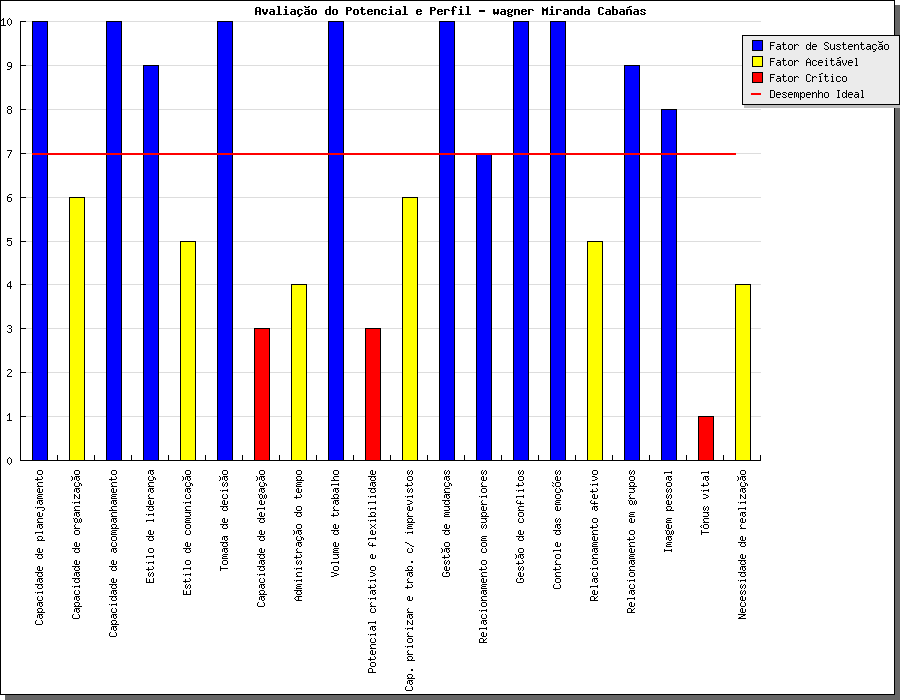 Avaliação do Potencial e Perfil - wagner Miranda Cabañas
Fator de Sustentação
Fator Aceitável
Fator Crítico
Desempenho Ideal
10
9
8
7
6
5
4
3
2
1
0
Capacidade de planejamento
Capacidade de organização
Capacidade de acompanhamento
Estilo de liderança
Estilo de comunicação
Tomada de decisão
Capacidade de delegação
Administração do tempo
Volume de trabalho
Potencial criativo e flexibilidade
Cap. priorizar e trab. c/ imprevistos
Gestão de mudanças
Relacionamento com superiores
Gestão de conflitos
Controle das emoções
Relacionamento afetivo
Relacionamento em grupos
Imagem pessoal
Tônus vital
Necessidade de realização